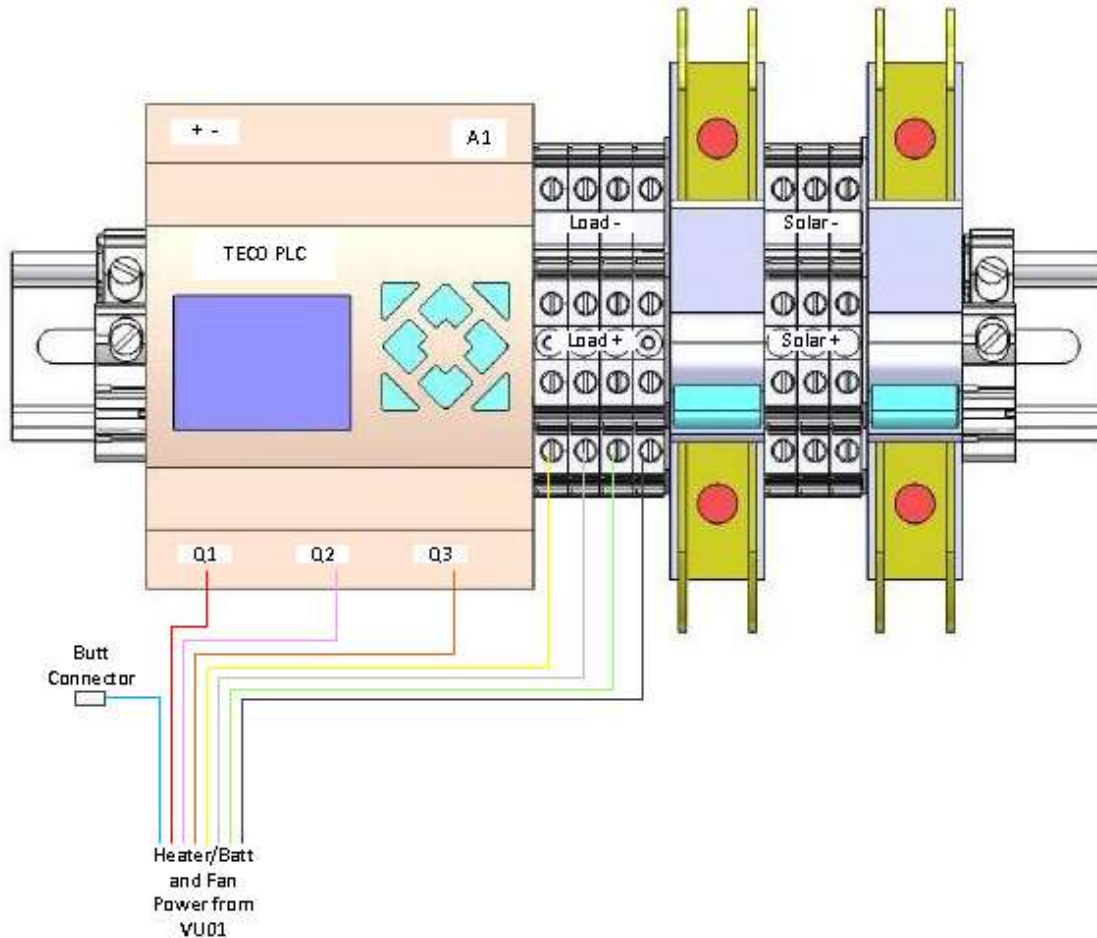 + -
A1
Load -
Solar -
TECO PLC
Load +
Solar +
Q1
Q2
Q3
Butt
Connector
Heater/Batt
and Fan
Power from
VU01